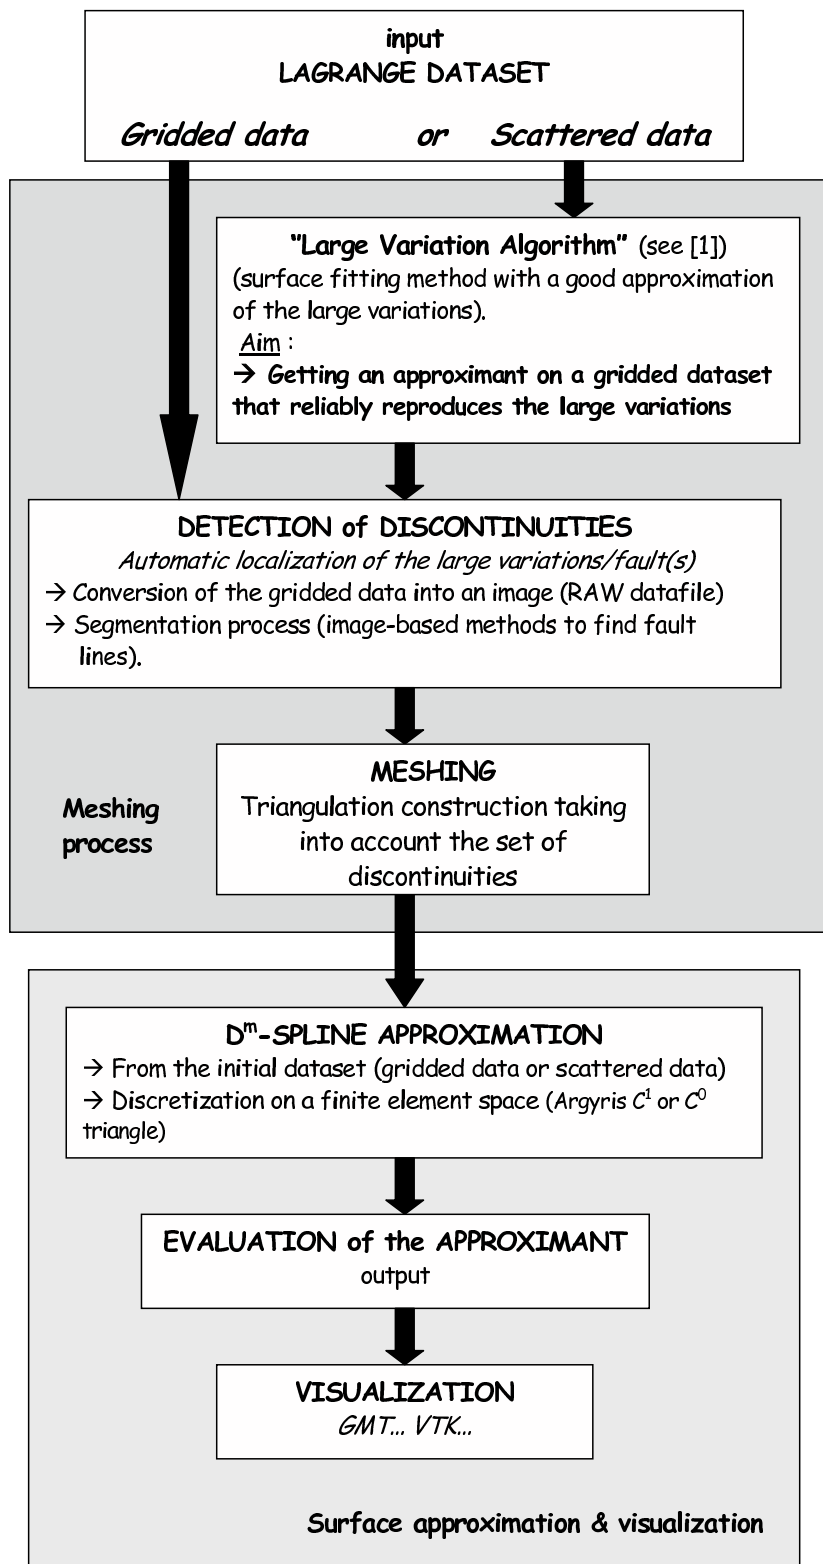 input
LAGRANGE DATASET
Gridded data or Scattered data
"Large Variation Algorithm" (see [1])
(surface fitting method with a good approximation
of the large variations).
Aim :
→ Getting an approximant on a gridded dataset
that reliably reproduces the large variations
DETECTION of DISCONTINUITIES
Automatic localization of the large variations/fault(s)
→ Conversion of the gridded data into an image (RAW datafile)
→ Segmentation process (image-based methods to find fault
lines).
MESHING
Triangulation construction taking
into account the set of
discontinuities
Meshing
process
Dᵐ-SPLINE APPROXIMATION
→ From the initial dataset (gridded data or scattered data)
→ Discretization on a finite element space (Argyris C¹ or C⁰
triangle)
EVALUATION of the APPROXIMANT
output
VISUALIZATION
GMT... VTK...
Surface approximation & visualization